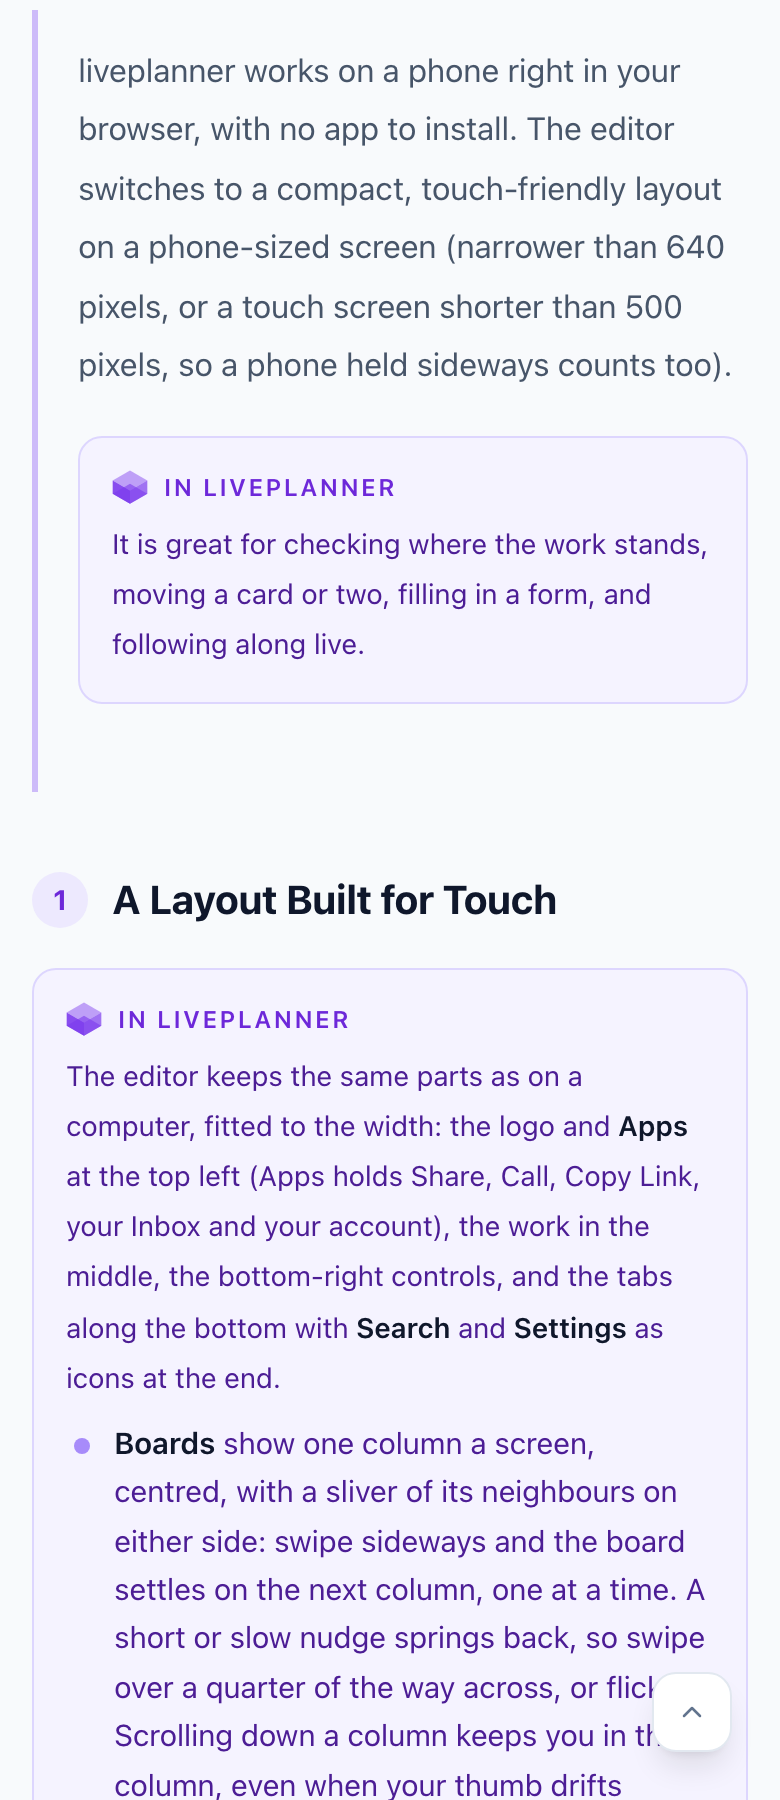 liveplanner works on a phone right in your
browser, with no app to install. The editor
switches to a compact, touch-friendly layout
on a phone-sized screen (narrower than 640
pixels, or a touch screen shorter than 500
pixels, so a phone held sideways counts too).
IN LIVEPLANNER
It is great for checking where the work stands,
moving a card or two, filling in a form, and
following along live.
1 A Layout Built for Touch
IN LIVEPLANNER
The editor keeps the same parts as on a
computer, fitted to the width: the logo and Apps
at the top left (Apps holds Share, Call, Copy Link,
your Inbox and your account), the work in the
middle, the bottom-right controls, and the tabs
along the bottom with Search and Settings as
icons at the end.
Boards show one column a screen,
centred, with a sliver of its neighbours on
either side: swipe sideways and the board
settles on the next column, one at a time. A
short or slow nudge springs back, so swipe
over a quarter of the way across, or
Scrolling down a column keeps you in
column, even when your thumb drifts